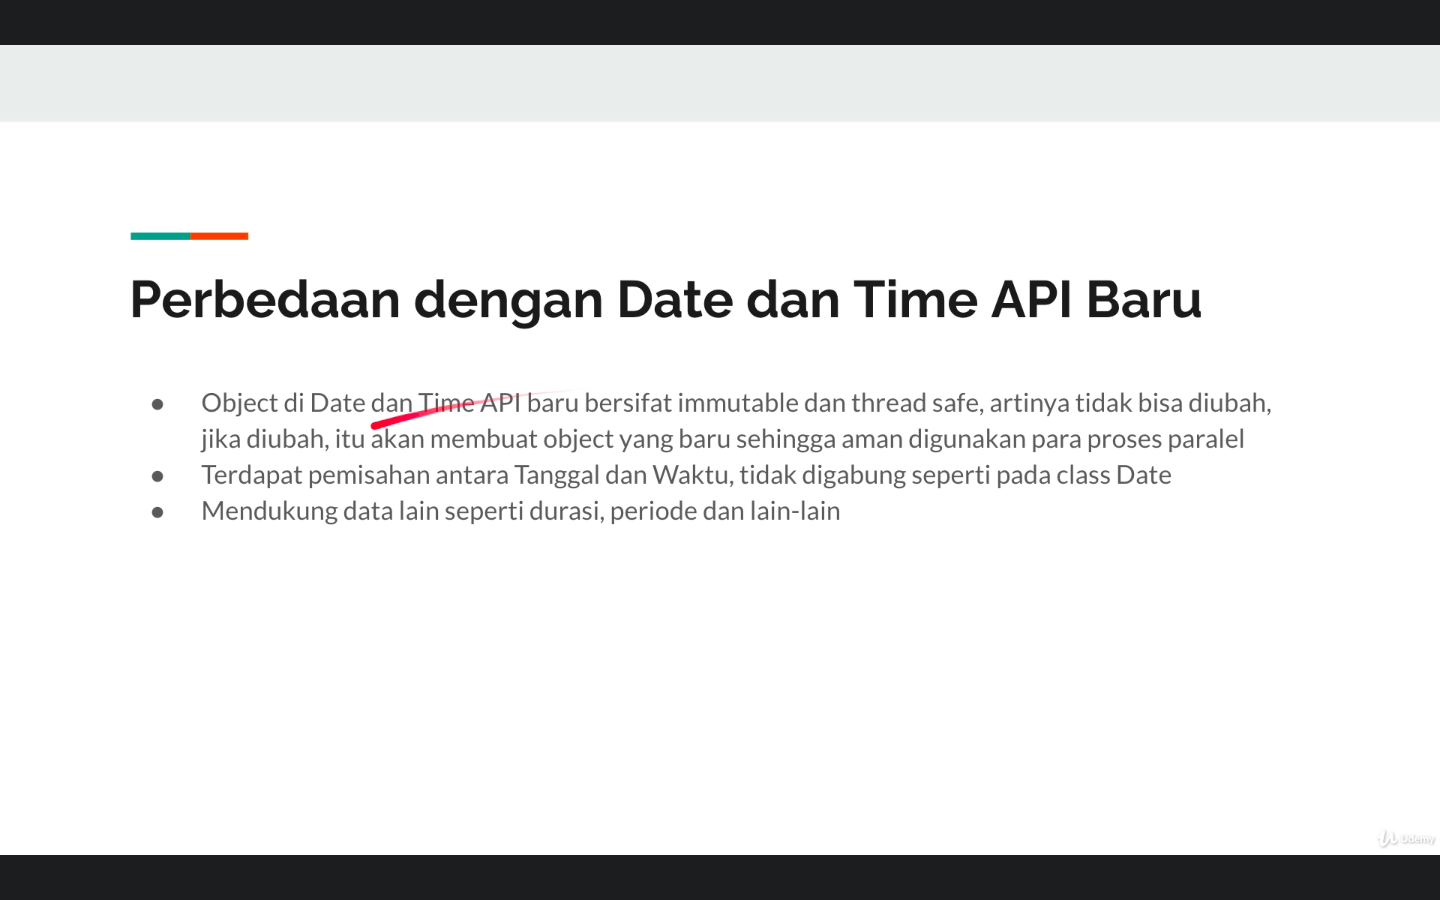 Perbedaan dengan Date dan Time API Baru
● Object di Date dan Time API baru bersifat immutable dan thread safe, artinya tidak bisa diubah,
jika diubah, itu akan membuat object yang baru sehingga aman digunakan para proses paralel
● Terdapat pemisahan antara Tanggal dan Waktu, tidak digabung seperti pada class Date
● Mendukung data lain seperti durasi, periode dan lain-lain
Udemy